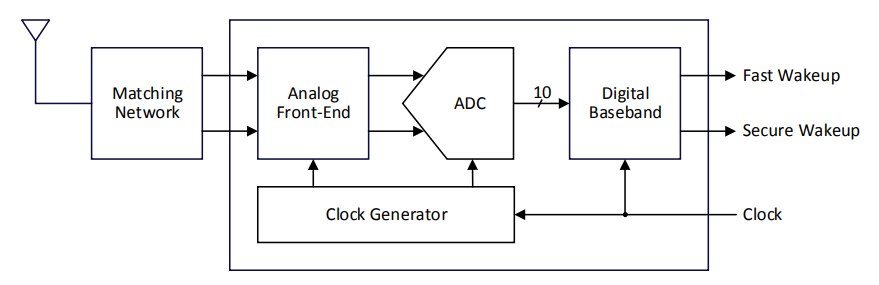 Matching
Network
Analog
Front-End
ADC
10
Digital
Baseband
Fast Wakeup
Secure Wakeup
Clock Generator
Clock